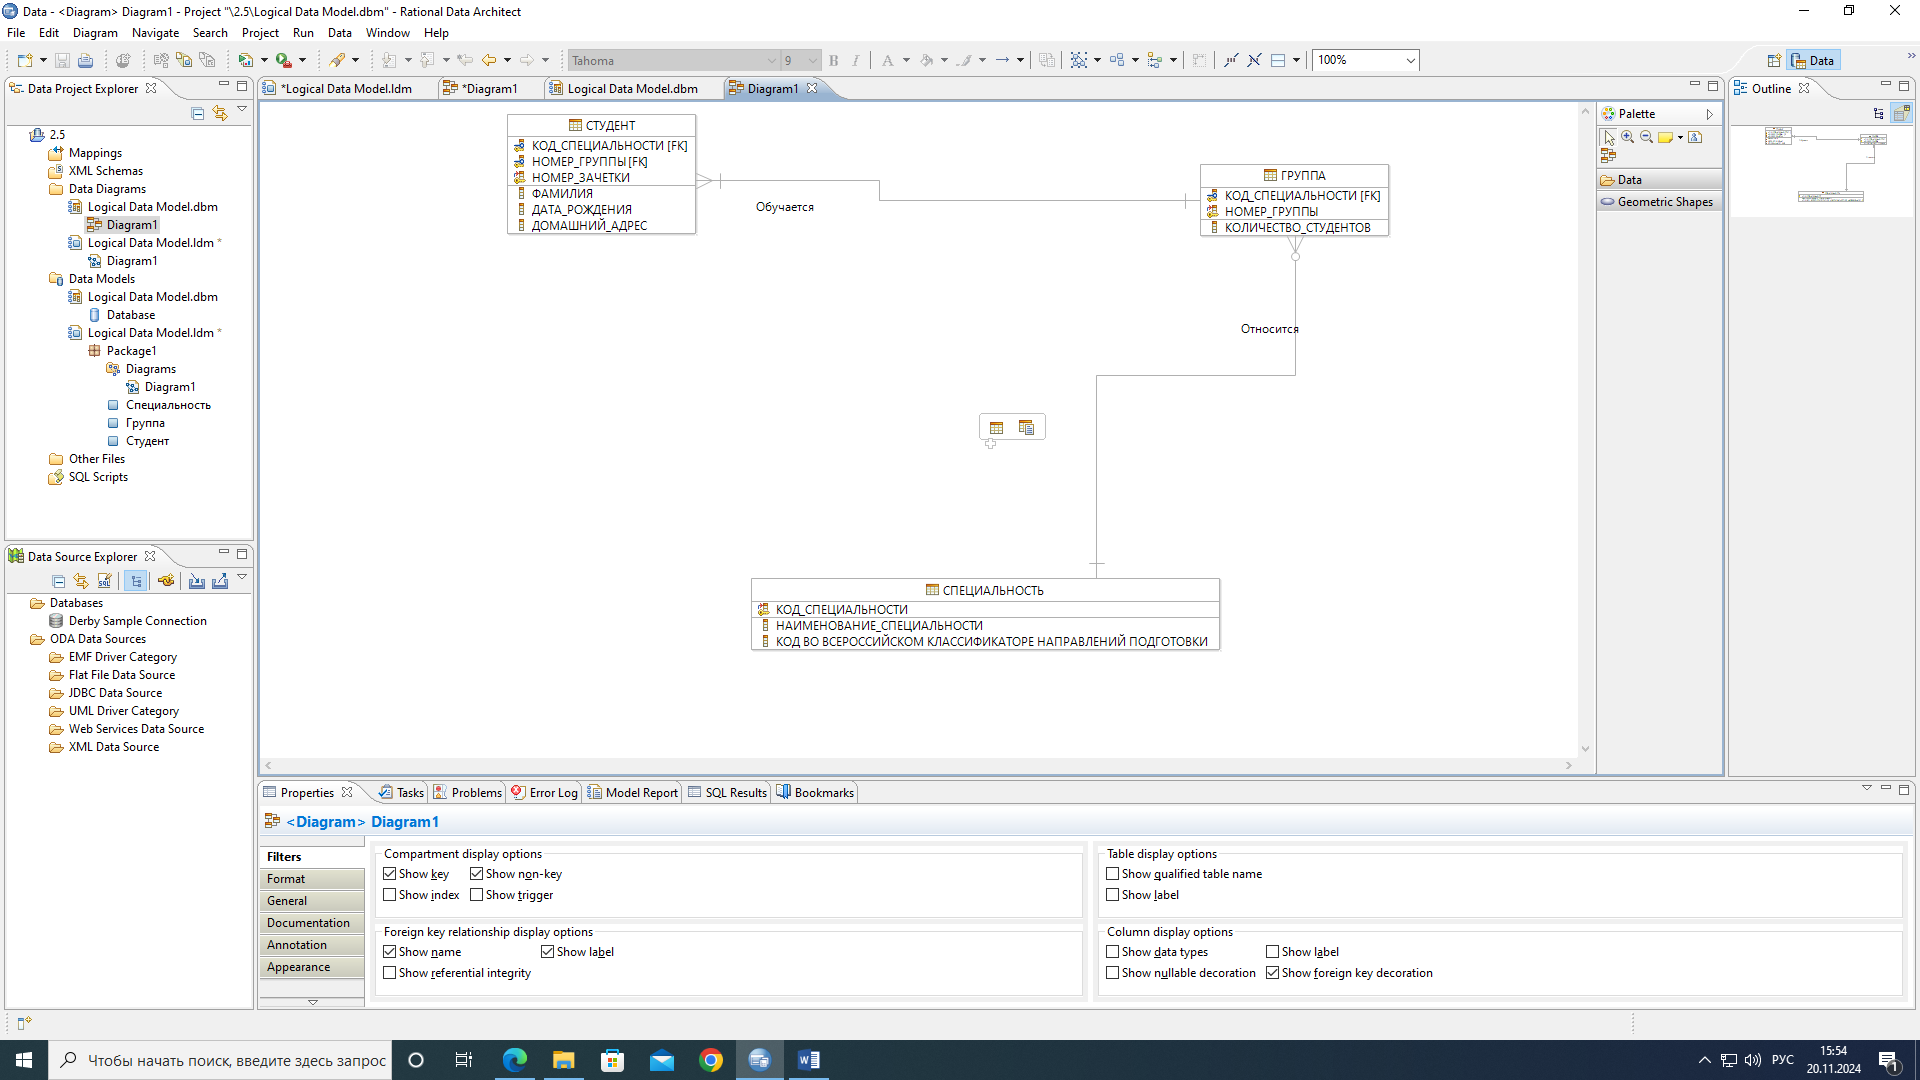 Data - <Diagram> Diagram1 - Project "\2.5\Logical Data Model.dbm" - Rational Data Architect
File Edit Diagram Navigate Search Project Run Data Window Help
Tahoma 9 B I A 100% Data
Data Project Explorer
2.5
Mappings
XML Schemas
Data Diagrams
Logical Data Model.dbm
Diagram1
Logical Data Model.ldm *
Diagram1
Data Models
Logical Data Model.dbm
Database
Logical Data Model.ldm *
Package1
Diagrams
Diagram1
Специальность
Группа
Студент
Other Files
SQL Scripts
Data Source Explorer
Databases
Derby Sample Connection
ODA Data Sources
EMF Driver Category
Flat File Data Source
JDBC Data Source
UML Driver Category
Web Services Data Source
XML Data Source
*Logical Data Model.ldm *Diagram1 Logical Data Model.dbm Diagram1
СТУДЕНТ
КОД_СПЕЦИАЛЬНОСТИ [FK]
НОМЕР_ГРУППЫ [FK]
НОМЕР_ЗАЧЕТКИ
ФАМИЛИЯ
ДАТА_РОЖДЕНИЯ
ДОМАШНИЙ_АДРЕС
Обучается
ГРУППА
КОД_СПЕЦИАЛЬНОСТИ [FK]
НОМЕР_ГРУППЫ
КОЛИЧЕСТВО_СТУДЕНТОВ
Относится
СПЕЦИАЛЬНОСТЬ
КОД_СПЕЦИАЛЬНОСТИ
НАИМЕНОВАНИЕ_СПЕЦИАЛЬНОСТИ
КОД ВО ВСЕРОССИЙСКОМ КЛАССИФИКАТОРЕ НАПРАВЛЕНИЙ ПОДГОТОВКИ
Palette
Data
Geometric Shapes
Outline
Properties Tasks Problems Error Log Model Report SQL Results Bookmarks
<Diagram> Diagram1
Filters
Format
General
Documentation
Annotation
Appearance
Compartment display options
Show key Show non-key
Show index Show trigger
Foreign key relationship display options
Show name Show label
Show referential integrity
Table display options
Show qualified table name
Show label
Column display options
Show data types Show label
Show nullable decoration Show foreign key decoration
Чтобы начать поиск, введите здесь запрос
РУС
15:54
20.11.2024
1